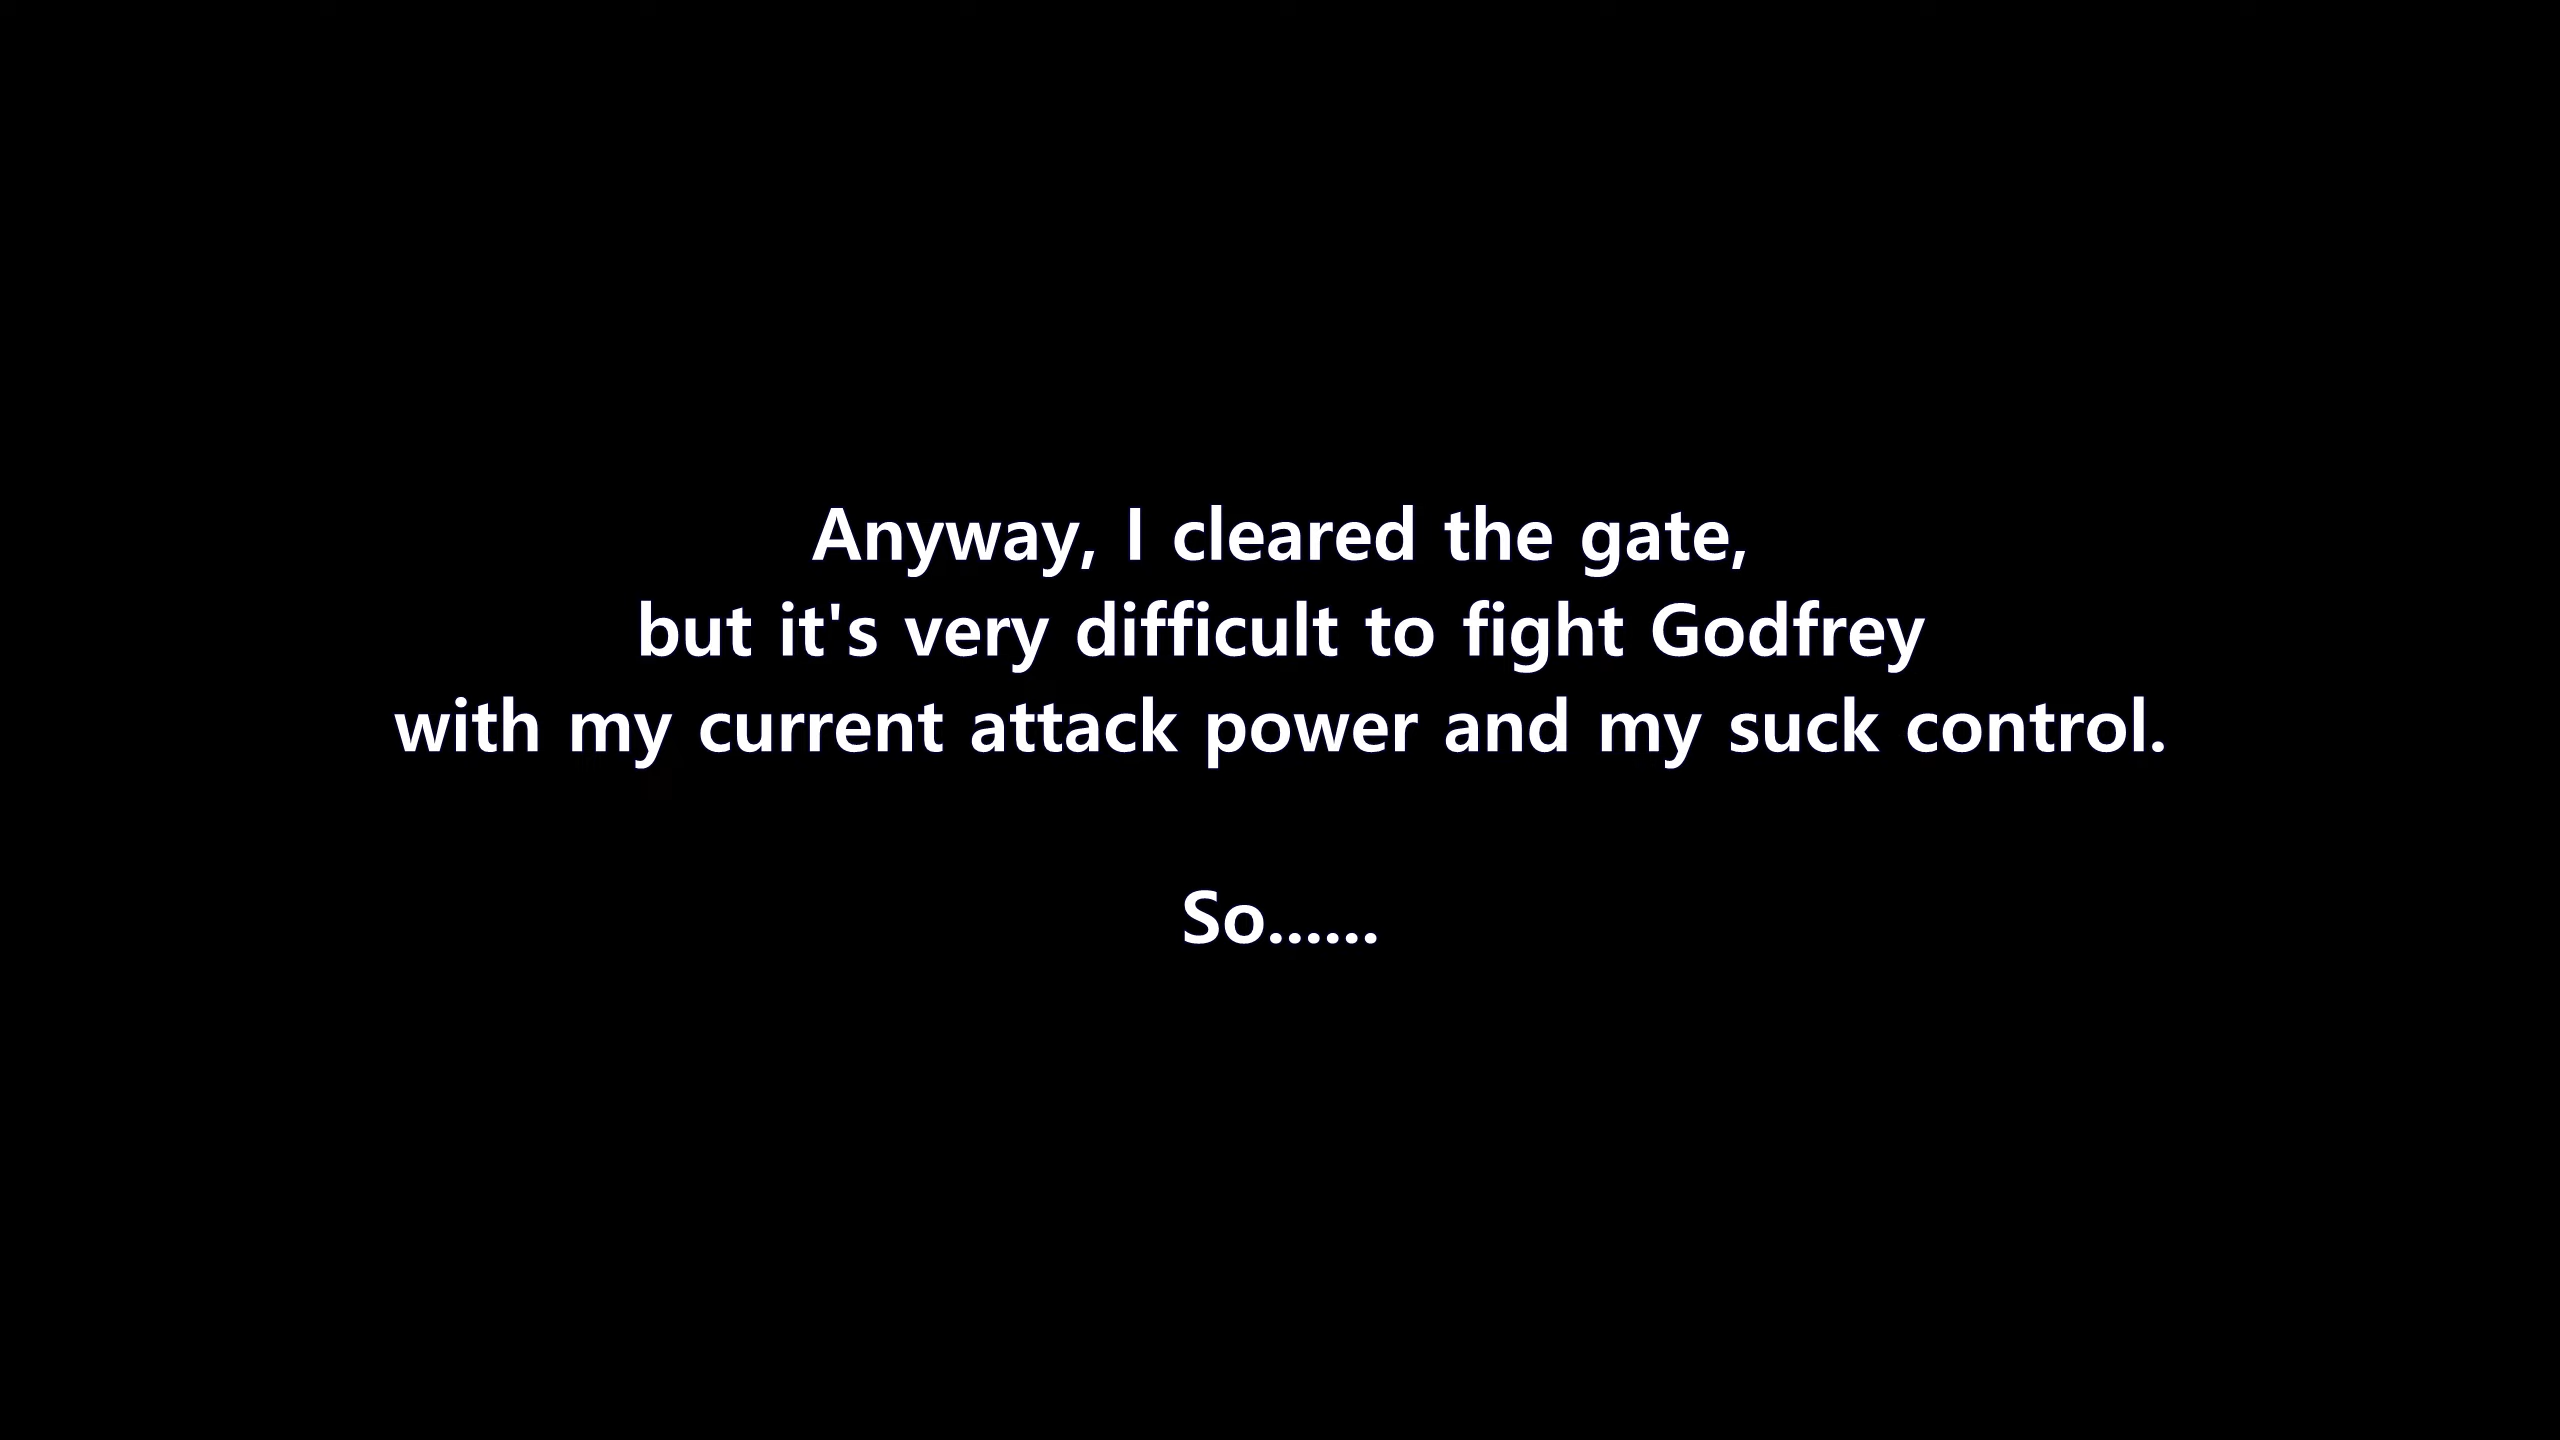 Anyway, I cleared the gate,
but it's very difficult to fight Godfrey
with my current attack power and my suck control.
So......